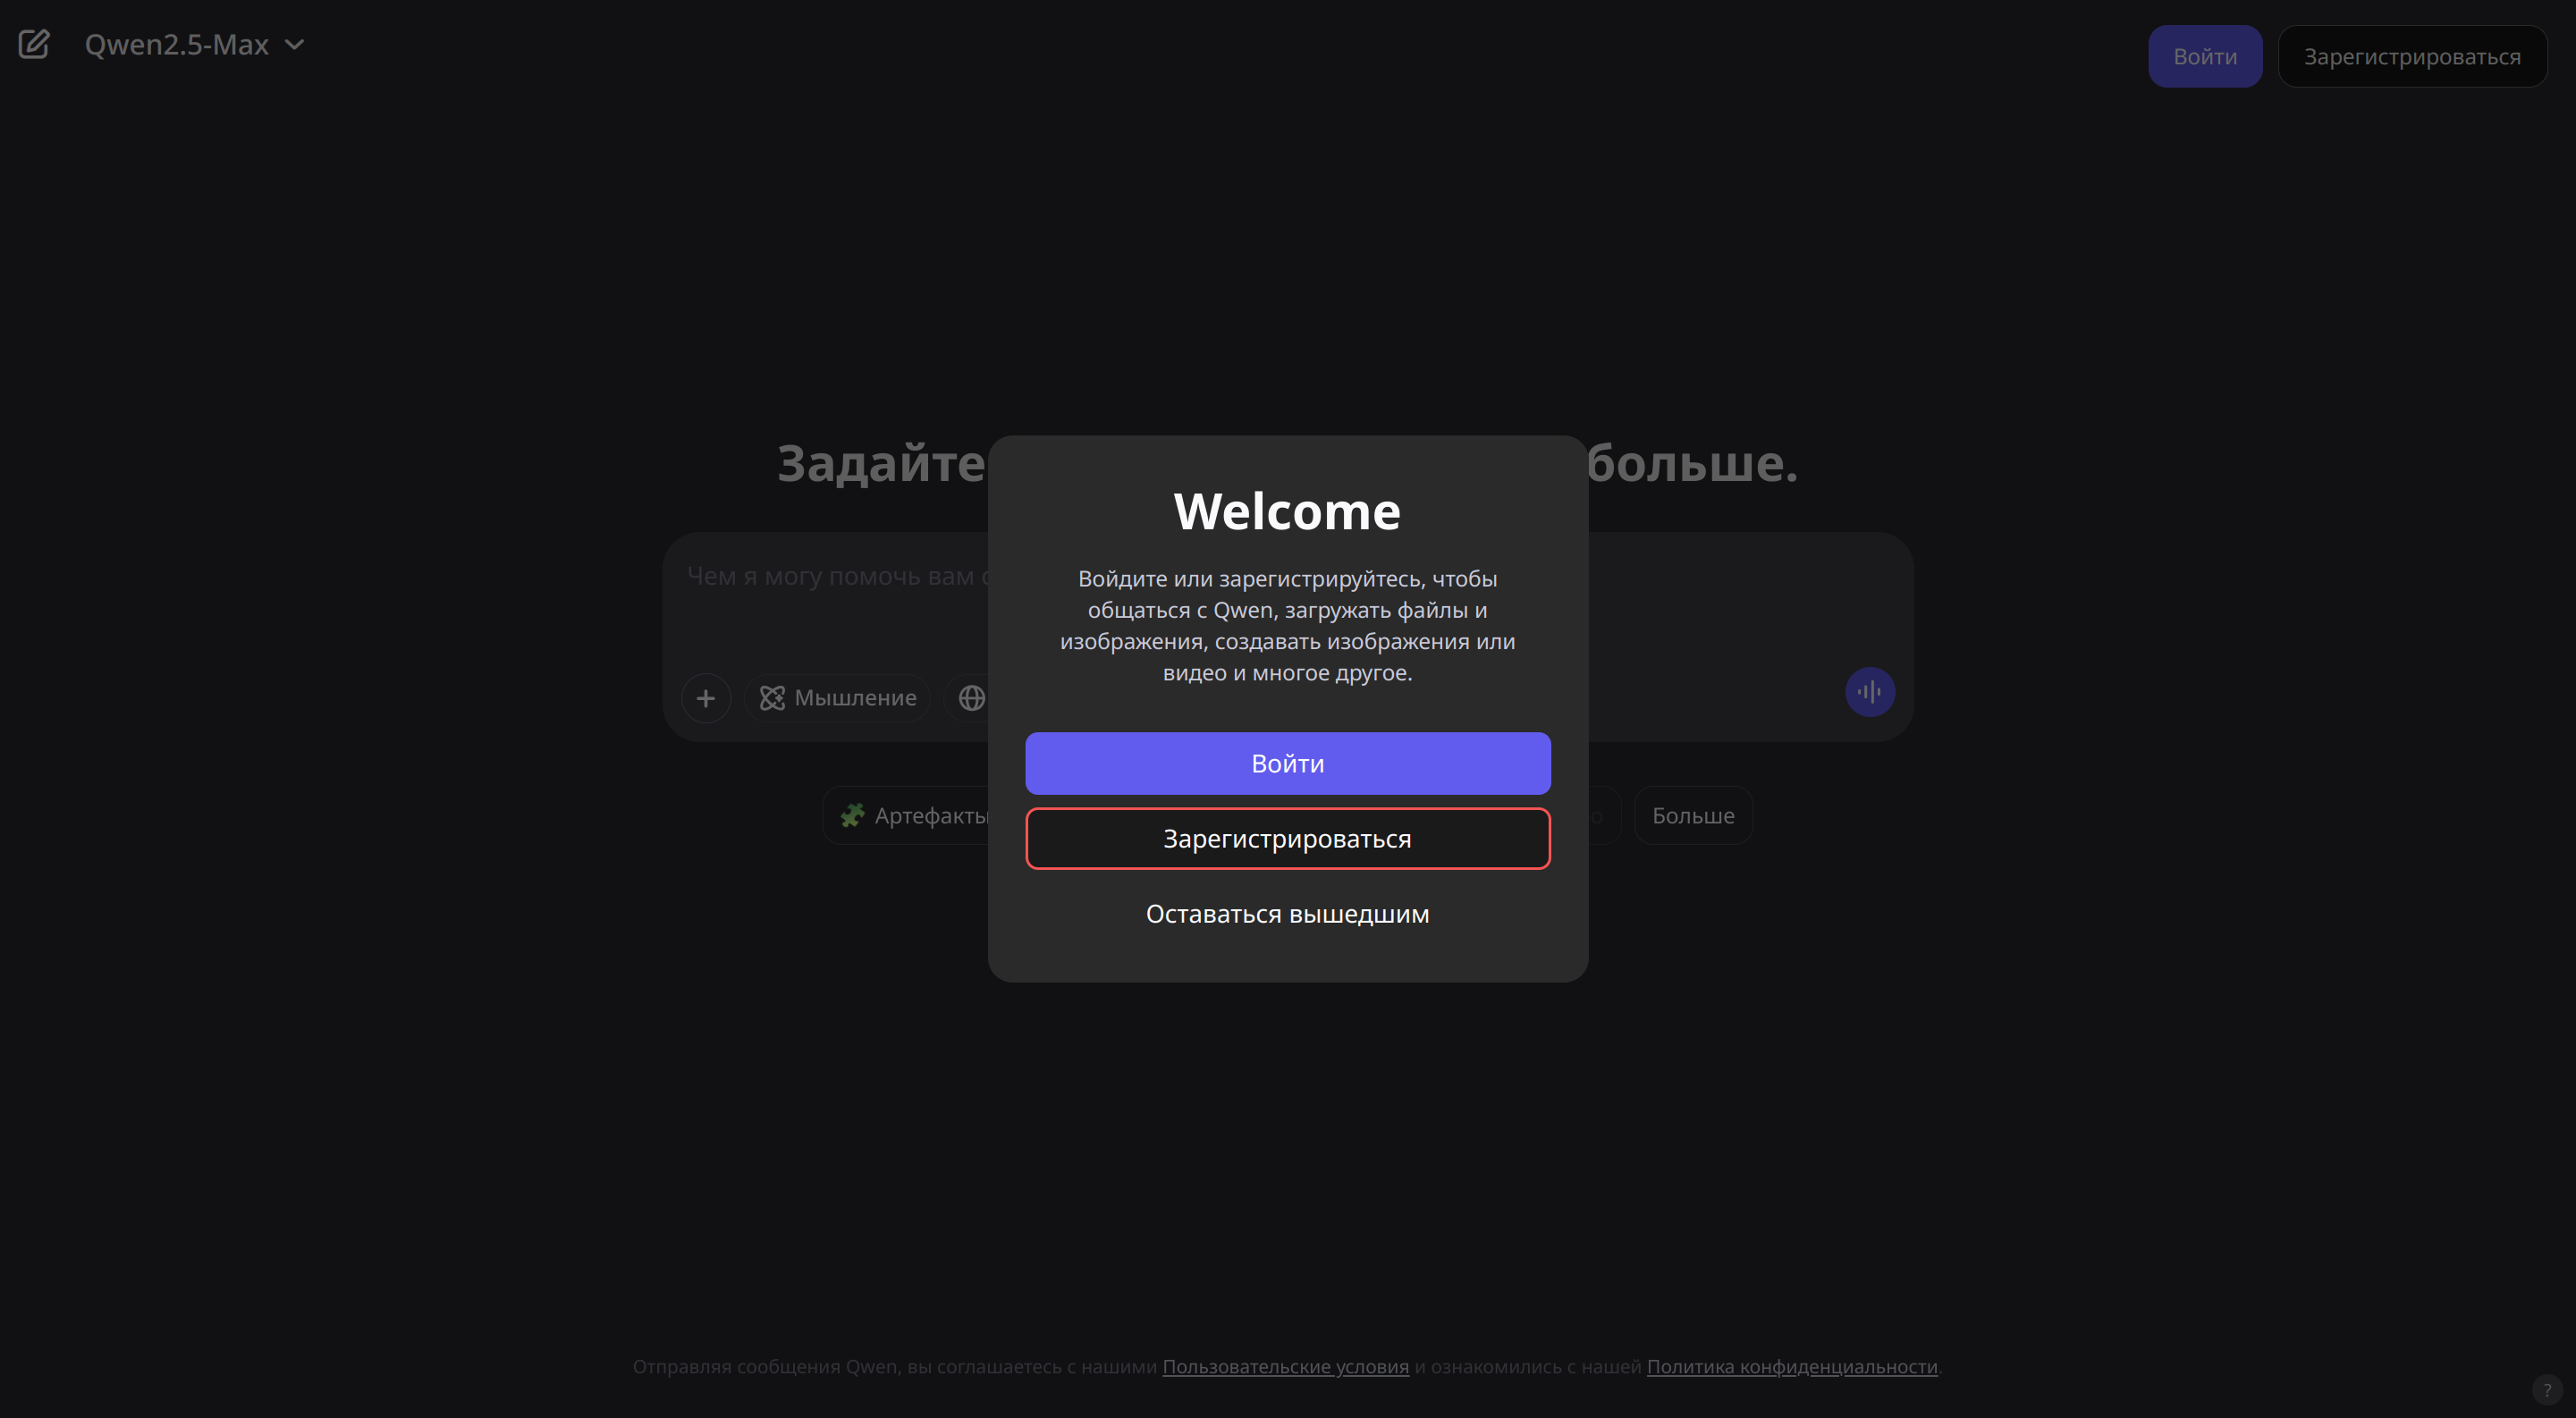 Qwen2.5-Max
Войти
Зарегистрироваться
Задайте
больше.
Welcome
Войдите или зарегистрируйтесь, чтобы
общаться с Qwen, загружать файлы и
изображения, создавать изображения или
видео и многое другое.
Чем я могу помочь вам с
Мышление
Войти
Артефакты
Больше
Зарегистрироваться
Оставаться вышедшим
Отправляя сообщения Qwen, вы соглашаетесь с нашими Пользовательские условия и ознакомились с нашей Политика конфиденциальности.
?